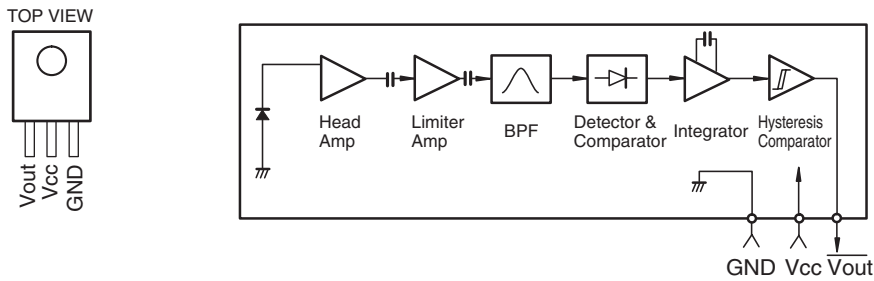 TOP VIEW
Vout
Vcc
GND
Head
Amp
Limiter
Amp
BPF
Detector &
Comparator
Integrator
Hysteresis
Comparator
GND
Vcc
Vout